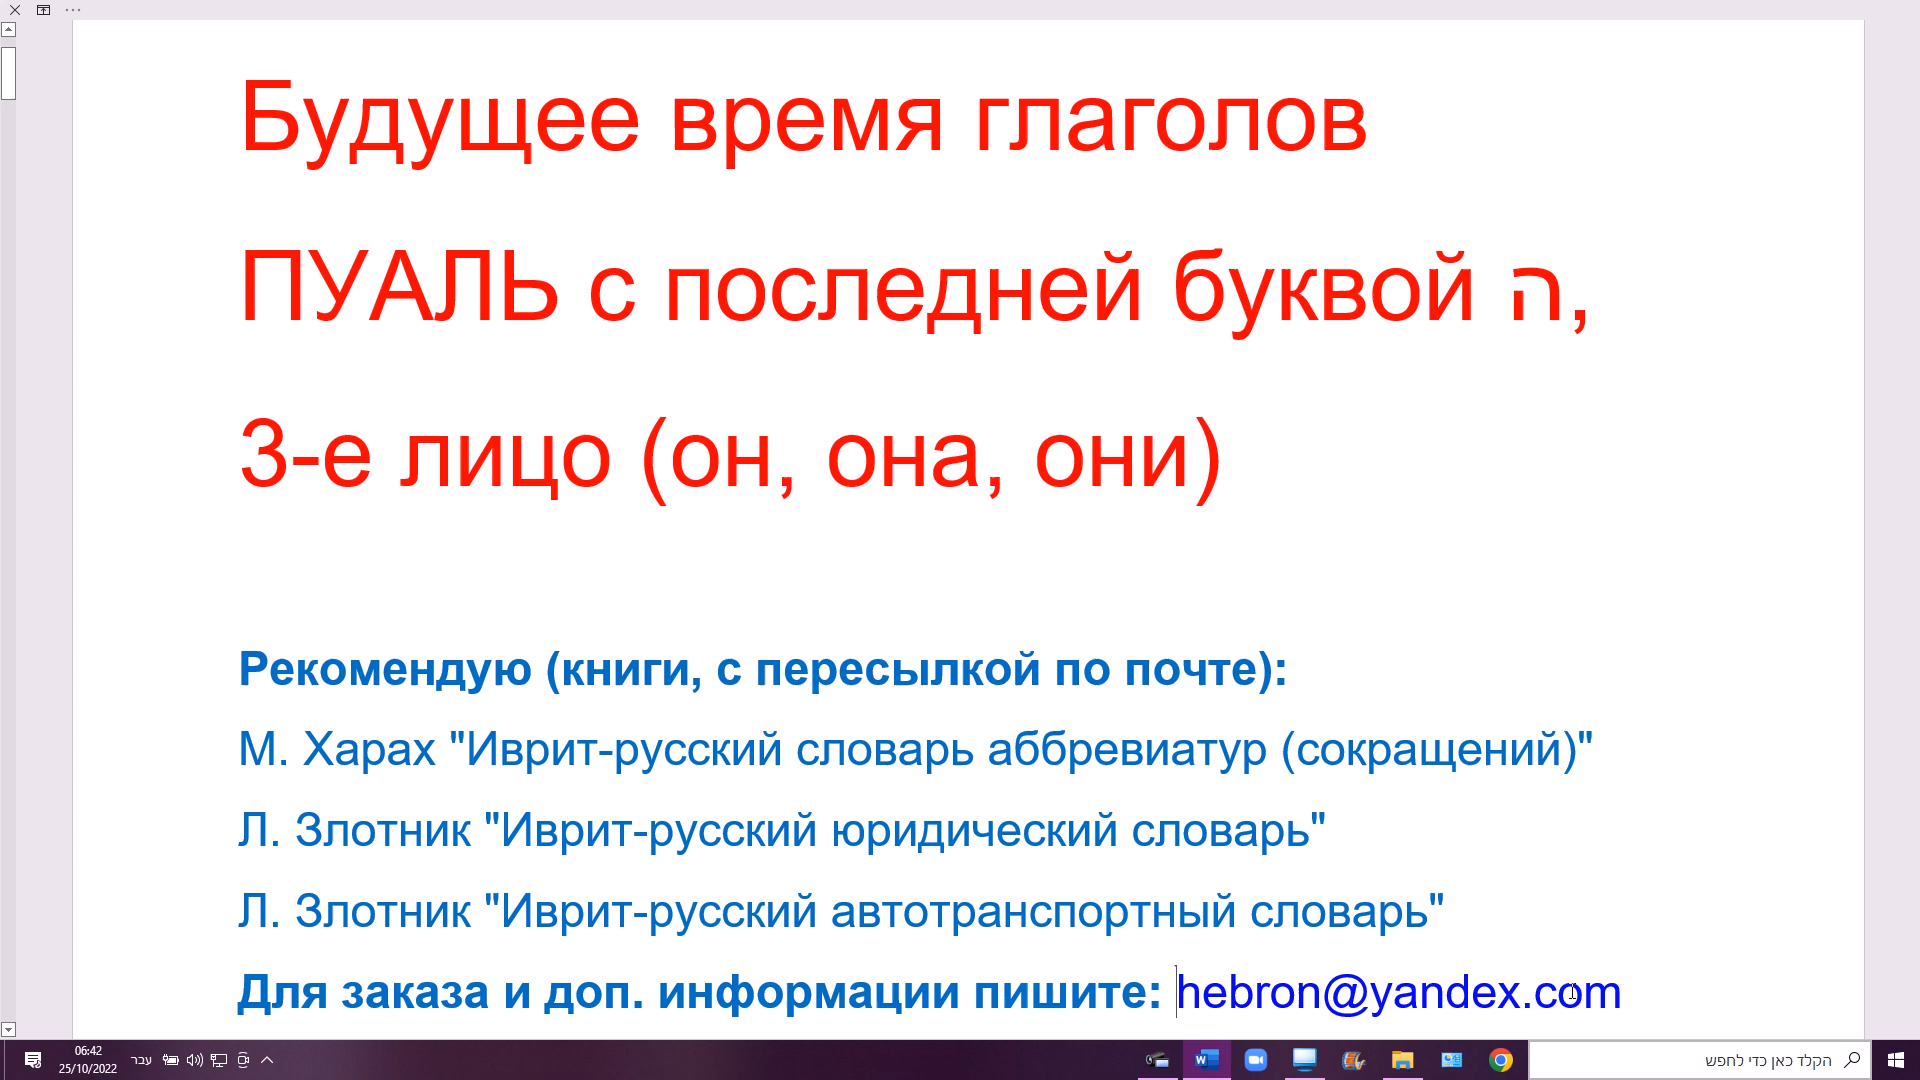 Будущее время глаголов
ПУАЛЬ с последней буквой ה,
3-е лицо (он, она, они)
Рекомендую (книги, с пересылкой по почте):
М. Харах "Иврит-русский словарь аббревиатур (сокращений)"
Л. Злотник "Иврит-русский юридический словарь"
Л. Злотник "Иврит-русский автотранспортный словарь"
Для заказа и доп. информации пишите: hebron@yandex.com
06:42
25/10/2022
עבר
הקלד כאן כדי לחפש